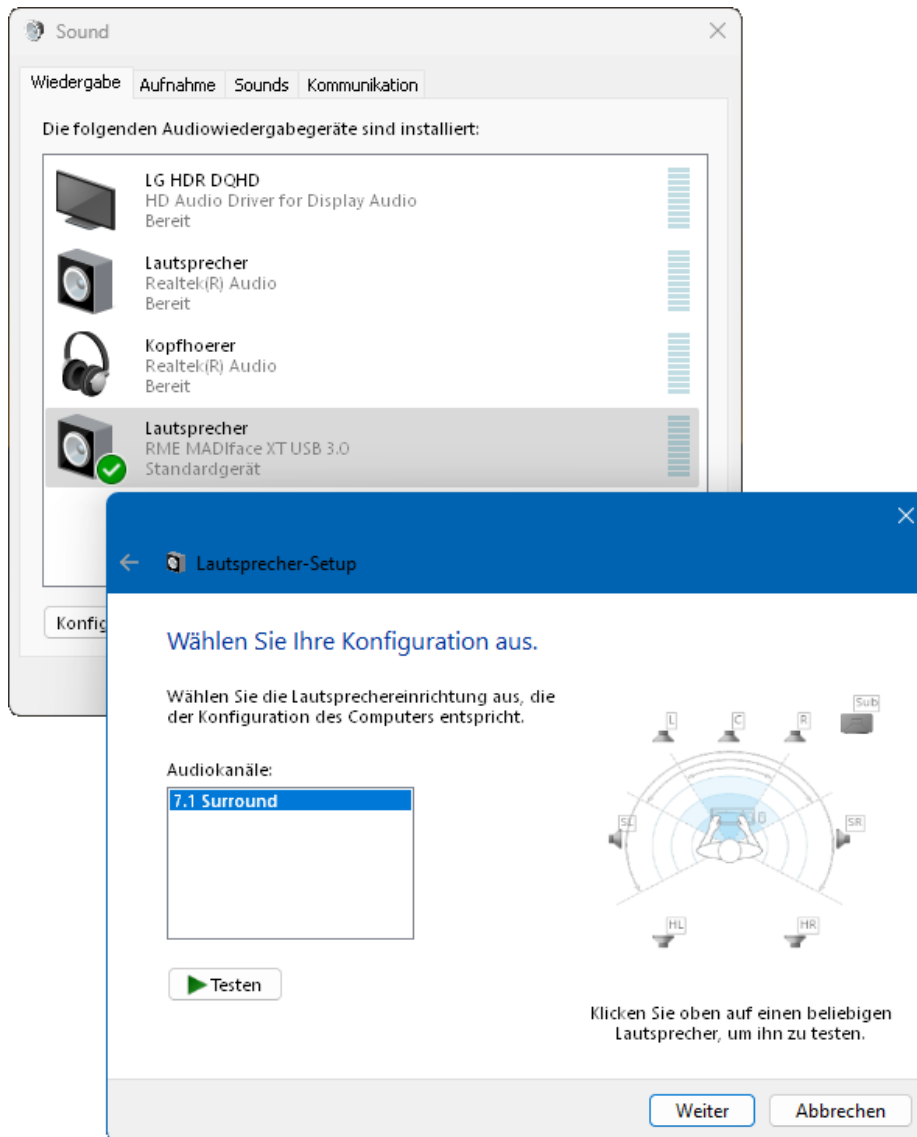 Sound
Wiedergabe
Aufnahme
Sounds
Kommunikation
Die folgenden Audiowiedergabegeräte sind installiert:
LG HDR DQHD
HD Audio Driver for Display Audio
Bereit
Lautsprecher
Realtek(R) Audio
Bereit
Kopfhoerer
Realtek(R) Audio
Bereit
Lautsprecher
RME MADIface XT USB 3.0
Standardgerät
Konfig
Lautsprecher-Setup
Wählen Sie Ihre Konfiguration aus.
Wählen Sie die Lautsprechereinrichtung aus, die
der Konfiguration des Computers entspricht.
Audiokanäle:
7.1 Surround
Testen
L
C
R
Sub
SL
SR
HL
HR
Klicken Sie oben auf einen beliebigen
Lautsprecher, um ihn zu testen.
Weiter
Abbrechen